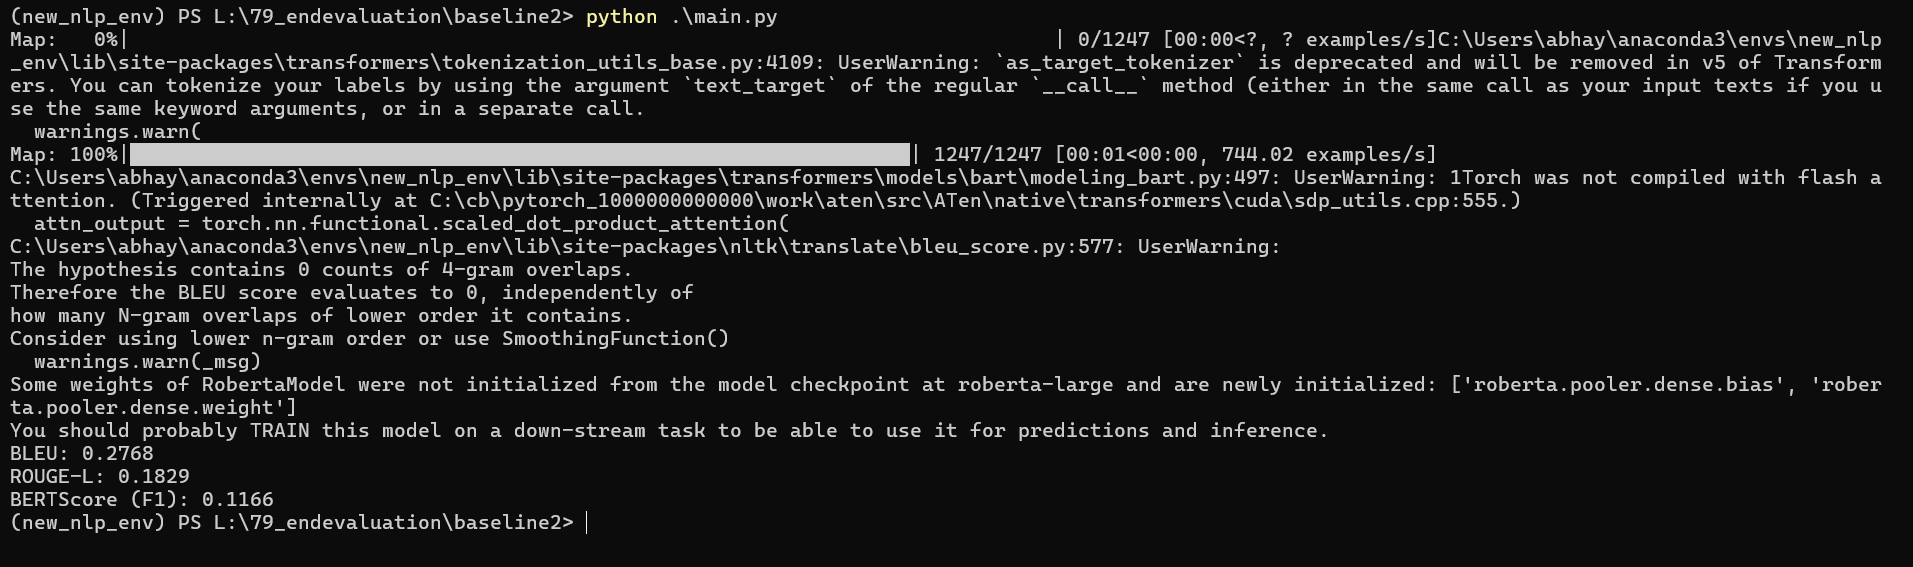 (new_nlp_env) PS L:\79_endevaluation\baseline2> python .\main.py
Map:   0%|                                                                              | 0/1247 [00:00<?, ? examples/s]C:\Users\abhay\anaconda3\envs\new_nlp
_env\lib\site-packages\transformers\tokenization_utils_base.py:4109: UserWarning: `as_target_tokenizer` is deprecated and will be removed in v5 of Transform
ers. You can tokenize your labels by using the argument `text_target` of the regular `__call__` method (either in the same call as your input texts if you u
se the same keyword arguments, or in a separate call.
  warnings.warn(
Map: 100%|█████████████████████████████████████████████████████████████████| 1247/1247 [00:01<00:00, 744.02 examples/s]
C:\Users\abhay\anaconda3\envs\new_nlp_env\lib\site-packages\transformers\models\bart\modeling_bart.py:497: UserWarning: 1Torch was not compiled with flash a
ttention. (Triggered internally at C:\cb\pytorch_1000000000000\work\aten\src\ATen\native\transformers\cuda\sdp_utils.cpp:555.)
  attn_output = torch.nn.functional.scaled_dot_product_attention(
C:\Users\abhay\anaconda3\envs\new_nlp_env\lib\site-packages\nltk\translate\bleu_score.py:577: UserWarning:
The hypothesis contains 0 counts of 4-gram overlaps.
Therefore the BLEU score evaluates to 0, independently of
how many N-gram overlaps of lower order it contains.
Consider using lower n-gram order or use SmoothingFunction()
  warnings.warn(_msg)
Some weights of RobertaModel were not initialized from the model checkpoint at roberta-large and are newly initialized: ['roberta.pooler.dense.bias', 'rober
ta.pooler.dense.weight']
You should probably TRAIN this model on a down-stream task to be able to use it for predictions and inference.
BLEU: 0.2768
ROUGE-L: 0.1829
BERTScore (F1): 0.1166
(new_nlp_env) PS L:\79_endevaluation\baseline2>